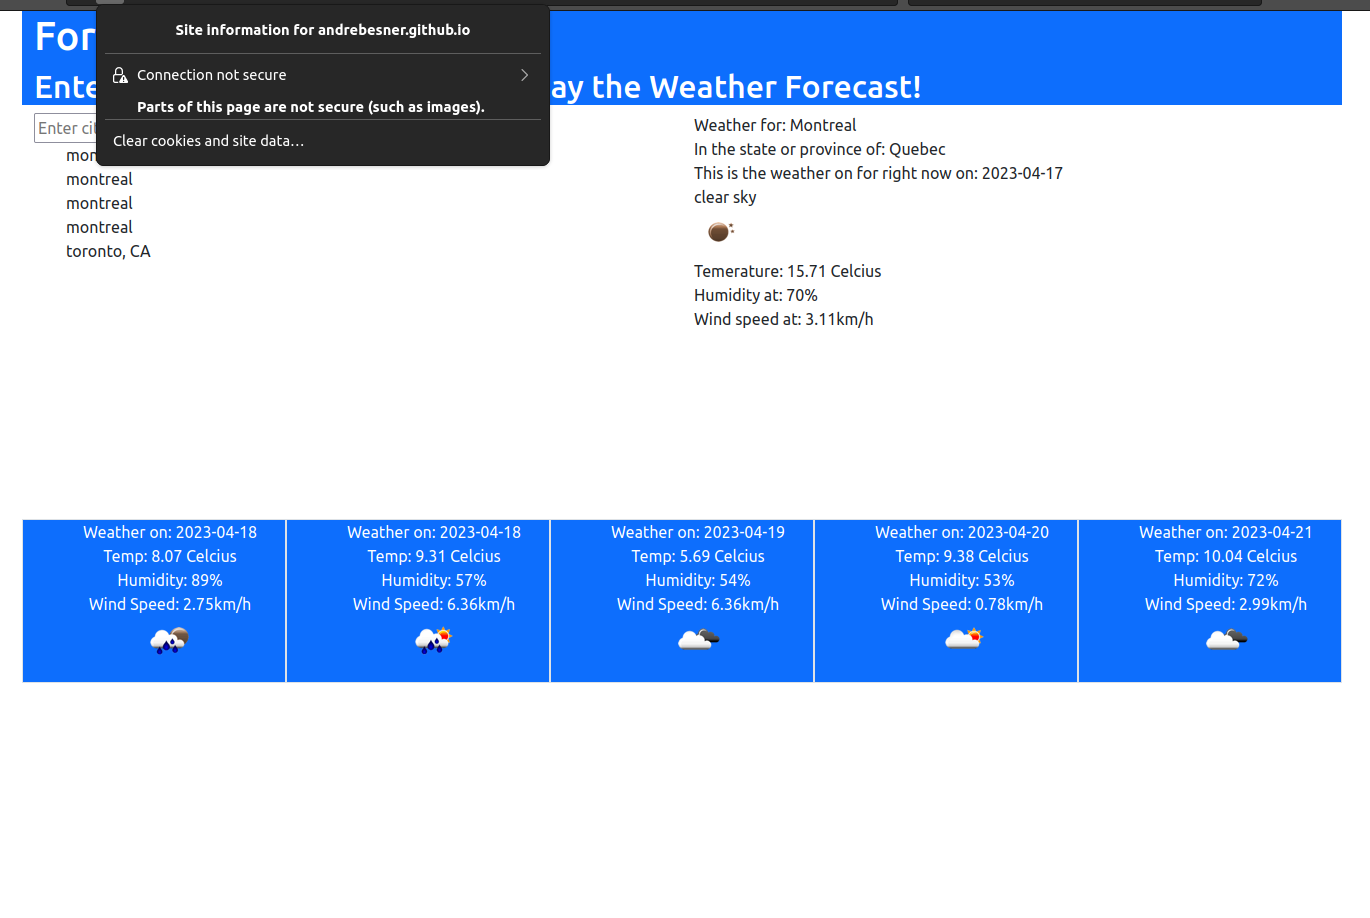 For
Site information for andrebesner.github.io
Connection not secure
Parts of this page are not secure (such as images).
Clear cookies and site data…
Ente ay the Weather Forecast!
Enter cit
mon
montreal
montreal
montreal
toronto, CA
Weather for: Montreal
In the state or province of: Quebec
This is the weather on for right now on: 2023-04-17
clear sky
Temerature: 15.71 Celcius
Humidity at: 70%
Wind speed at: 3.11km/h
Weather on: 2023-04-18
Temp: 8.07 Celcius
Humidity: 89%
Wind Speed: 2.75km/h
Weather on: 2023-04-18
Temp: 9.31 Celcius
Humidity: 57%
Wind Speed: 6.36km/h
Weather on: 2023-04-19
Temp: 5.69 Celcius
Humidity: 54%
Wind Speed: 6.36km/h
Weather on: 2023-04-20
Temp: 9.38 Celcius
Humidity: 53%
Wind Speed: 0.78km/h
Weather on: 2023-04-21
Temp: 10.04 Celcius
Humidity: 72%
Wind Speed: 2.99km/h